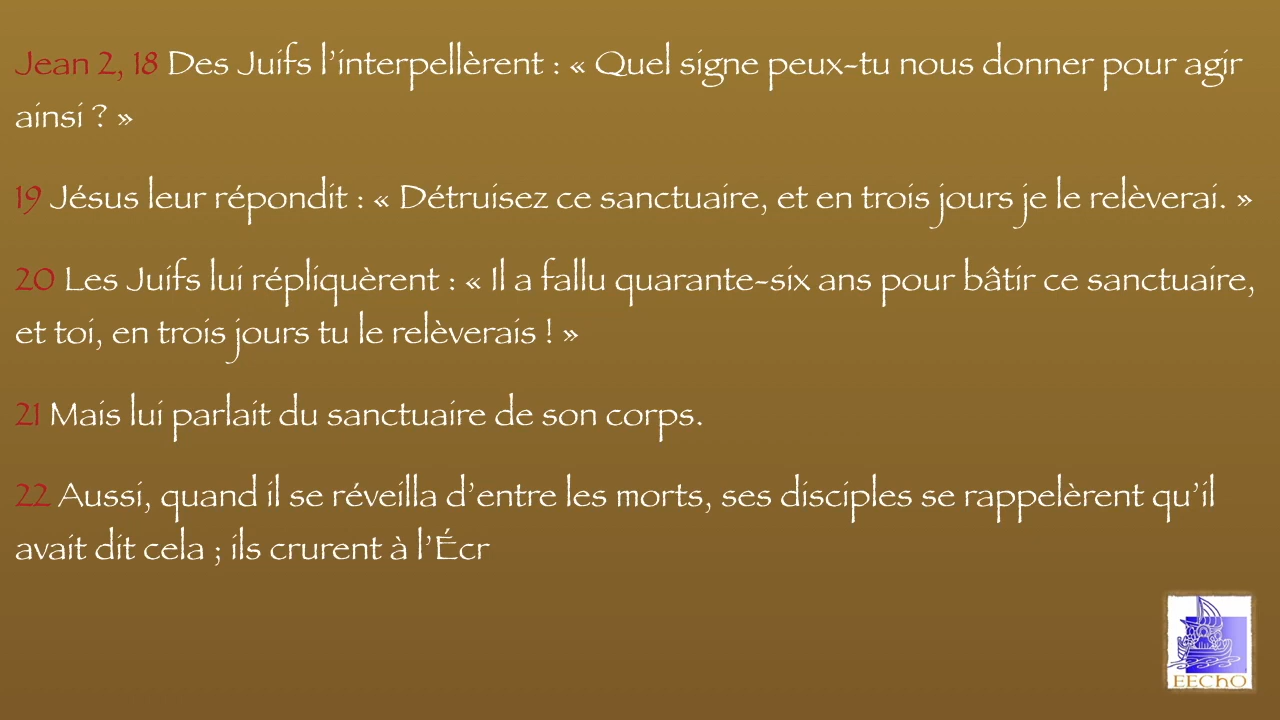 Jean 2, 18 Des Juifs l’interpellèrent : « Quel signe peux-tu nous donner pour agir
ainsi ? »
19 Jésus leur répondit : « Détruisez ce sanctuaire, et en trois jours je le relèverai. »
20 Les Juifs lui répliquèrent : « Il a fallu quarante-six ans pour bâtir ce sanctuaire,
et toi, en trois jours tu le relèverais ! »
21 Mais lui parlait du sanctuaire de son corps.
22 Aussi, quand il se réveilla d’entre les morts, ses disciples se rappelèrent qu’il
avait dit cela ; ils crurent à l’Écr
EEChO